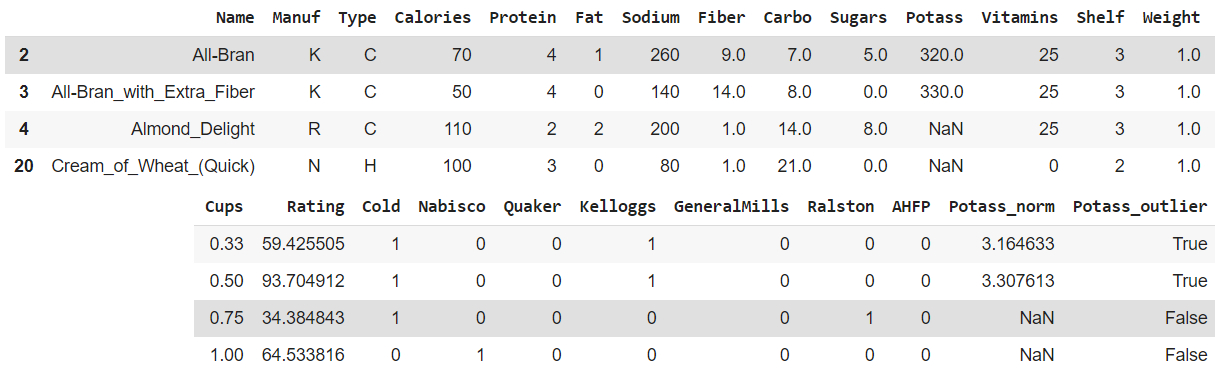 Name Manuf Type Calories Protein Fat Sodium Fiber Carbo Sugars Potass Vitamins Shelf Weight
2 All-Bran K C 70 4 1 260 9.0 7.0 5.0 320.0 25 3 1.0
3 All-Bran_with_Extra_Fiber K C 50 4 0 140 14.0 8.0 0.0 330.0 25 3 1.0
4 Almond_Delight R C 110 2 2 200 1.0 14.0 8.0 NaN 25 3 1.0
20 Cream_of_Wheat_(Quick) N H 100 3 0 80 1.0 21.0 0.0 NaN 0 2 1.0
Cups Rating Cold Nabisco Quaker Kelloggs GeneralMills Ralston AHFP Potass_norm Potass_outlier
0.33 59.425505 1 0 0 1 0 0 0 3.164633 True
0.50 93.704912 1 0 0 1 0 0 0 3.307613 True
0.75 34.384843 1 0 0 0 0 1 0 NaN False
1.00 64.533816 0 1 0 0 0 0 0 NaN False